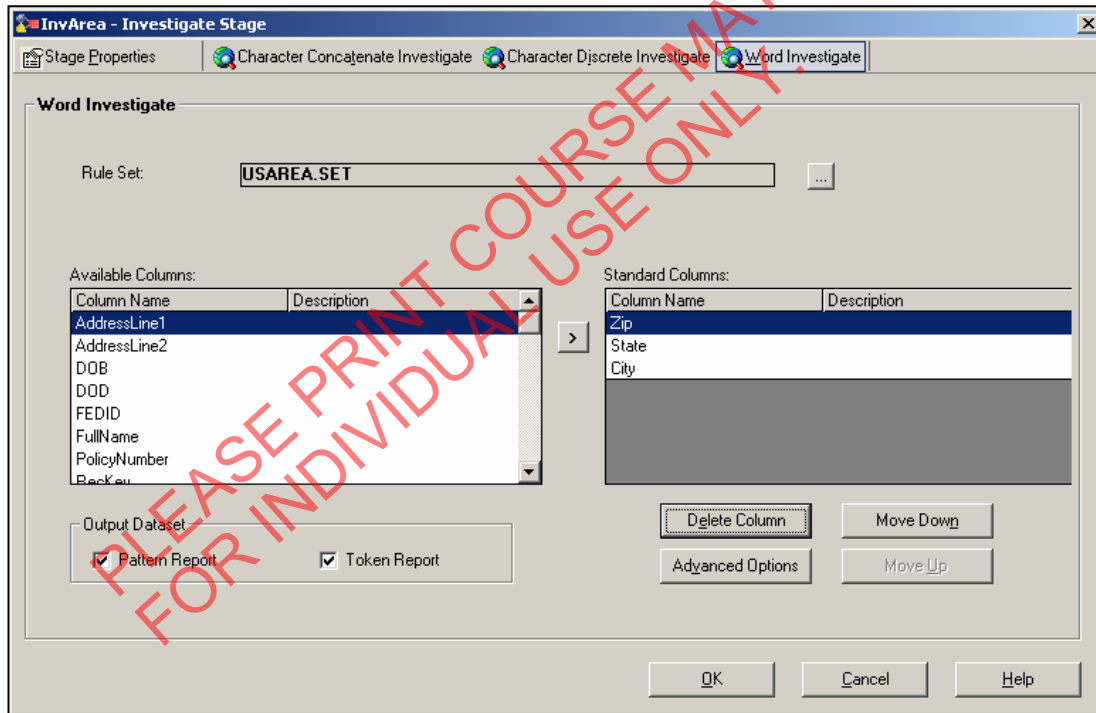 InvArea - Investigate Stage
Stage Properties
Character Concatenate Investigate
Character Discrete Investigate
Word Investigate
Word Investigate
Rule Set:
USAREA.SET
...
Available Columns:
Column Name Description
AddressLine1
AddressLine2
DOB
DOD
FEDID
FullName
PolicyNumber
RecKey
>
Standard Columns:
Column Name Description
Zip
State
City
Output Dataset
Pattern Report
Token Report
Delete Column
Move Down
Advanced Options
Move Up
OK
Cancel
Help
PLEASE PRINT COURSE MA
FOR INDIVIDUAL USE ONLY.